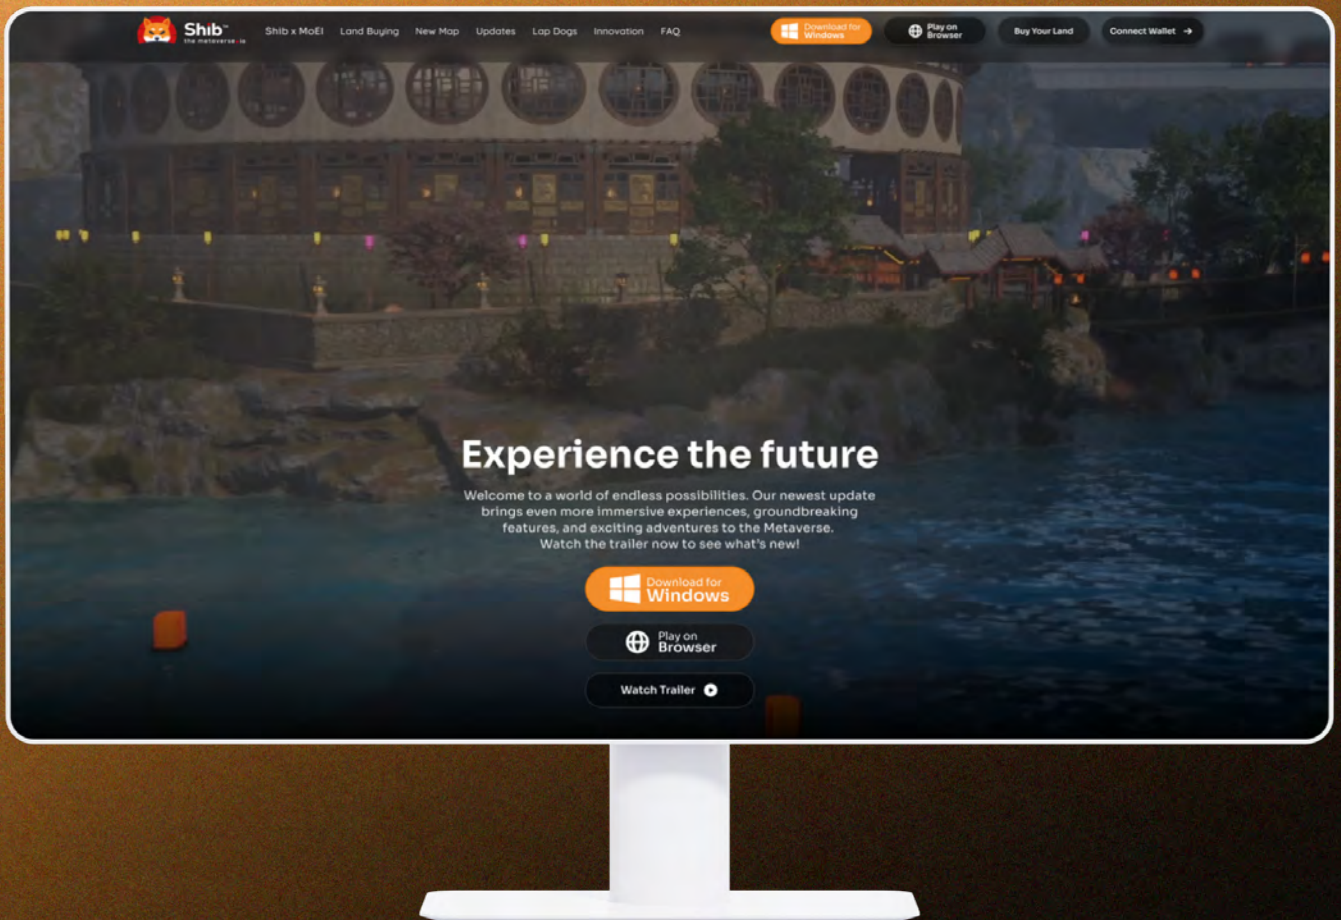 Shib™
the metaverse.io
Shib x MoEI
Land Buying
New Map
Updates
Lap Dogs
Innovation
FAQ
Download for
Windows
Play on
Browser
Buy Your Land
Connect Wallet
Experience the future
Welcome to a world of endless possibilities. Our newest update
brings even more immersive experiences, groundbreaking
features, and exciting adventures to the Metaverse.
Watch the trailer now to see what's new!
Download for
Windows
Play on
Browser
Watch Trailer